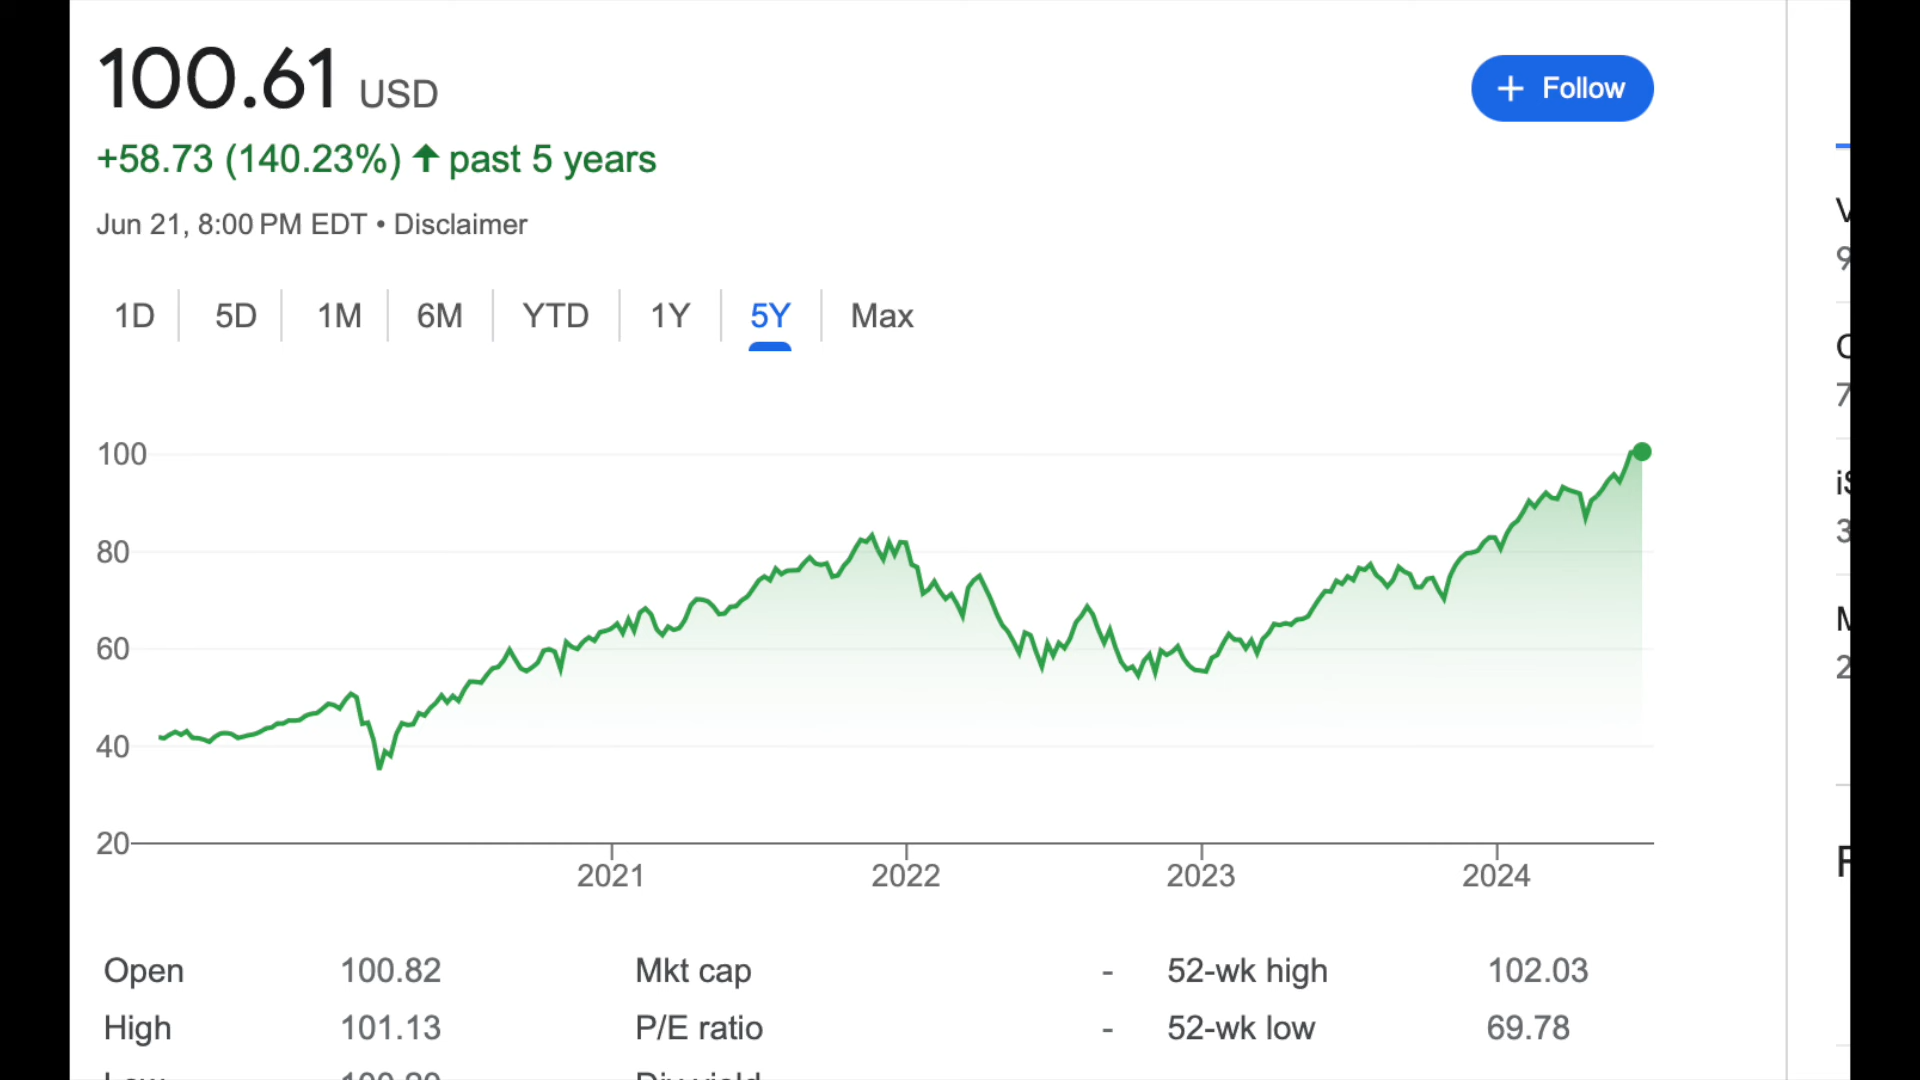 100.61 USD
+ Follow
+58.73 (140.23%) ↑ past 5 years
Jun 21, 8:00 PM EDT • Disclaimer
1D 5D 1M 6M YTD 1Y 5Y Max
100
80
60
40
20
2021 2022 2023 2024
Open 100.82 Mkt cap - 52-wk high 102.03
High 101.13 P/E ratio - 52-wk low 69.78